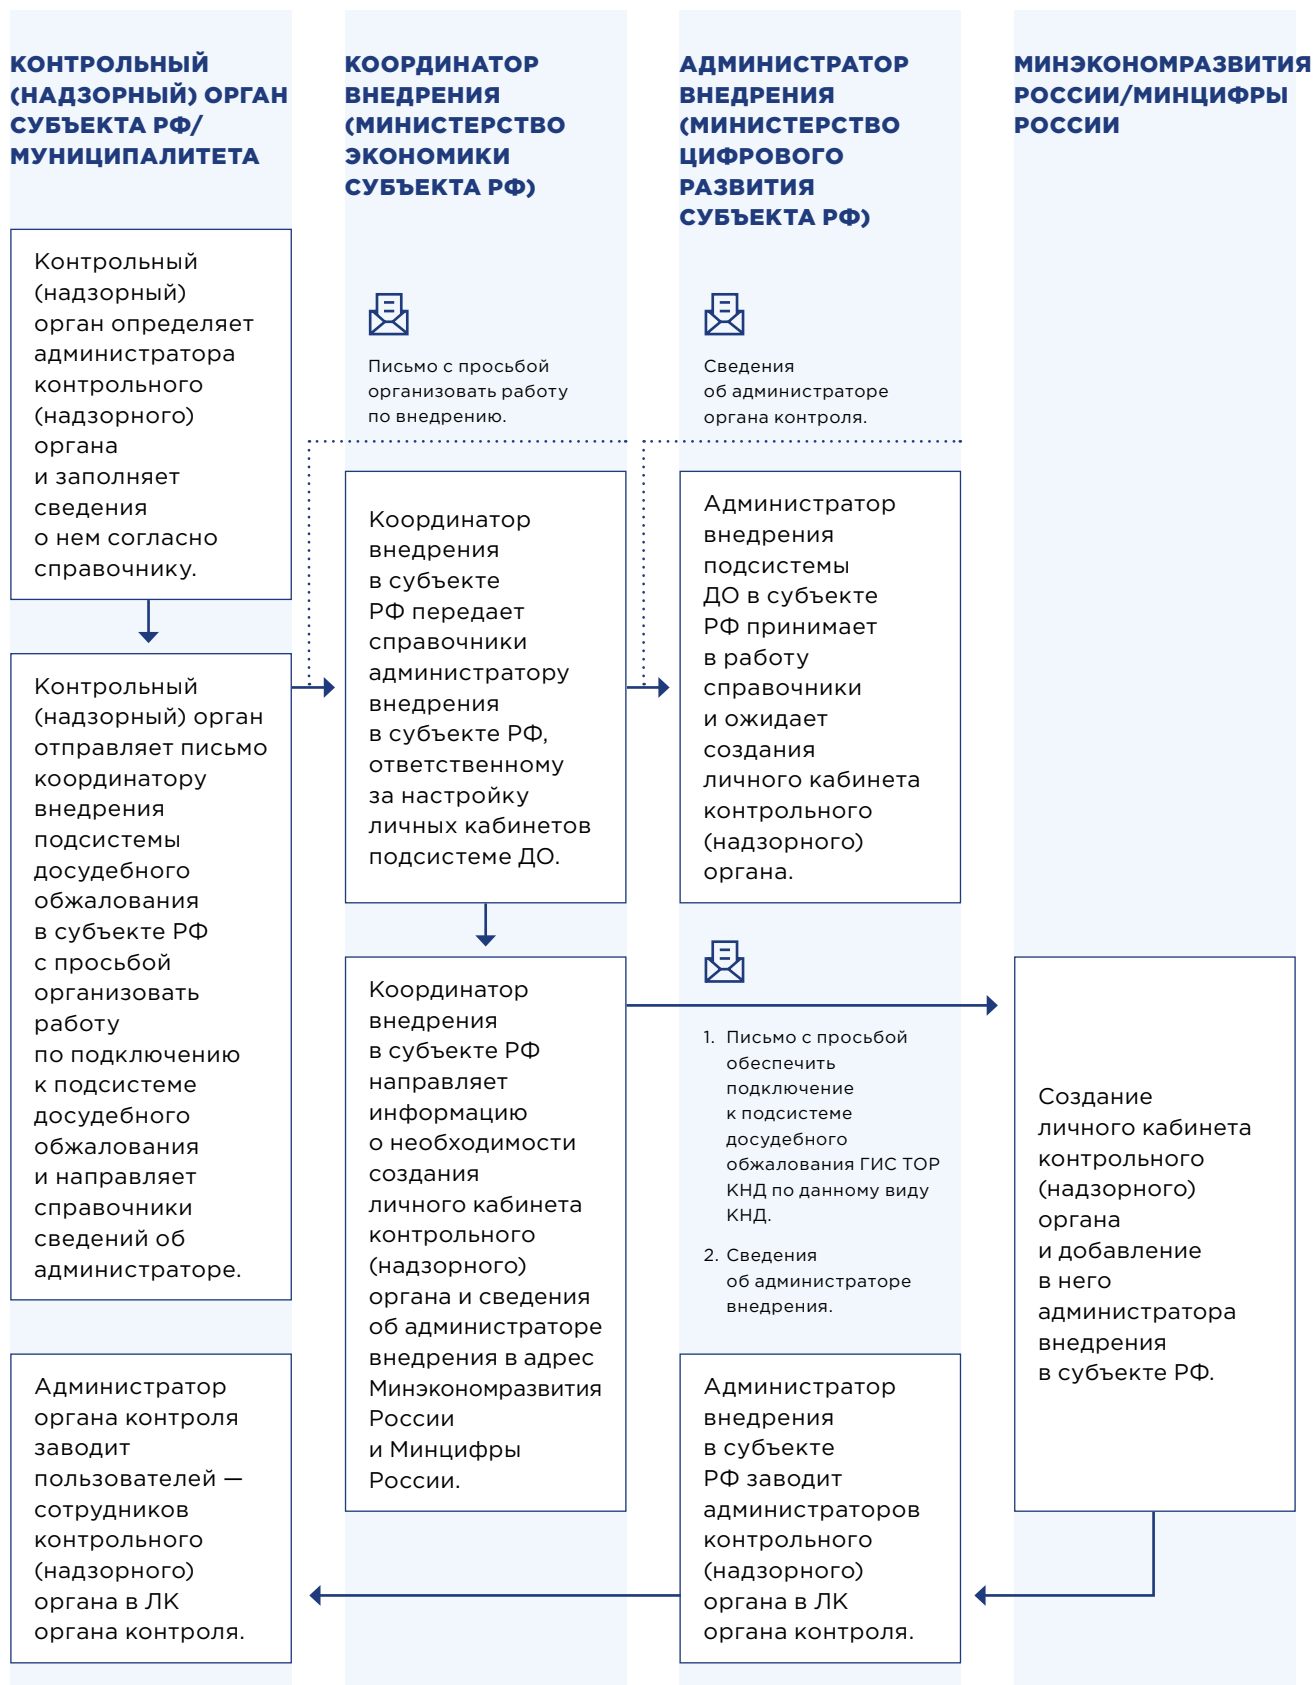 КОНТРОЛЬНЫЙ
(НАДЗОРНЫЙ) ОРГАН
СУБЪЕКТА РФ/
МУНИЦИПАЛИТЕТА
КООРДИНАТОР
ВНЕДРЕНИЯ
(МИНИСТЕРСТВО
ЭКОНОМИКИ
СУБЪЕКТА РФ)
АДМИНИСТРАТОР
ВНЕДРЕНИЯ
(МИНИСТЕРСТВО
ЦИФРОВОГО
РАЗВИТИЯ
СУБЪЕКТА РФ)
МИНЭКОНОМРАЗВИТИЯ
РОССИИ/МИНЦИФРЫ
РОССИИ
Контрольный
(надзорный)
орган определяет
администратора
контрольного
(надзорного)
органа
и заполняет
сведения
о нем согласно
справочнику.
Письмо с просьбой
организовать работу
по внедрению.
Сведения
об администраторе
органа контроля.
Контрольный
(надзорный) орган
отправляет письмо
координатору
внедрения
подсистемы
досудебного
обжалования
в субъекте РФ
с просьбой
организовать
работу
по подключению
к подсистеме
досудебного
обжалования
и направляет
справочники
сведений об
администраторе.
Координатор
внедрения
в субъекте
РФ передает
справочники
администратору
внедрения
в субъекте РФ,
ответственному
за настройку
личных кабинетов
подсистеме ДО.
Администратор
внедрения
подсистемы
ДО в субъекте
РФ принимает
в работу
справочники
и ожидает
создания
личного кабинета
контрольного
(надзорного)
органа.
Координатор
внедрения
в субъекте РФ
направляет
информацию
о необходимости
создания
личного кабинета
контрольного
(надзорного)
органа и сведения
об администраторе
внедрения в адрес
Минэкономразвития
России
и Минцифры
России.
1. Письмо с просьбой
обеспечить
подключение
к подсистеме
досудебного
обжалования ГИС ТОР
КНД по данному виду
КНД.
2. Сведения
об администраторе
внедрения.
Создание
личного кабинета
контрольного
(надзорного)
органа
и добавление
в него
администратора
внедрения
в субъекте РФ.
Администратор
внедрения
в субъекте
РФ заводит
администраторов
контрольного
(надзорного)
органа в ЛК
органа контроля.
Администратор
органа контроля
заводит
пользователей —
сотрудников
контрольного
(надзорного)
органа в ЛК
органа контроля.